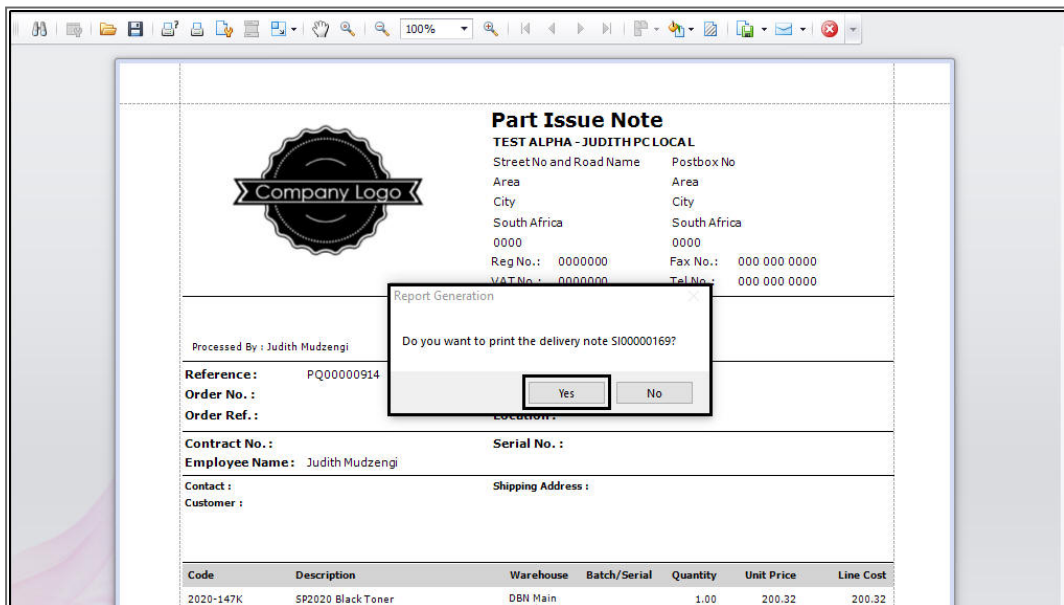 100%
Part Issue Note
TEST ALPHA - JUDITH PC LOCAL
Street No and Road Name Postbox No
Area Area
City City
South Africa South Africa
0000 0000
Company Logo
Reg No.: 0000000 Fax No.: 000 000 0000
VAT No.: 0000000 Tel No.: 000 000 0000
Report Generation
Do you want to print the delivery note SI00000169?
Yes No
Processed By : Judith Mudzengi
Reference: PQ00000914
Order No. :
Order Ref. : Location :
Contract No. : Serial No. :
Employee Name: Judith Mudzengi
Contact : Shipping Address :
Customer :
Code Description Warehouse Batch/Serial Quantity Unit Price Line Cost
2020-147K SP2020 Black Toner DBN Main 1.00 200.32 200.32